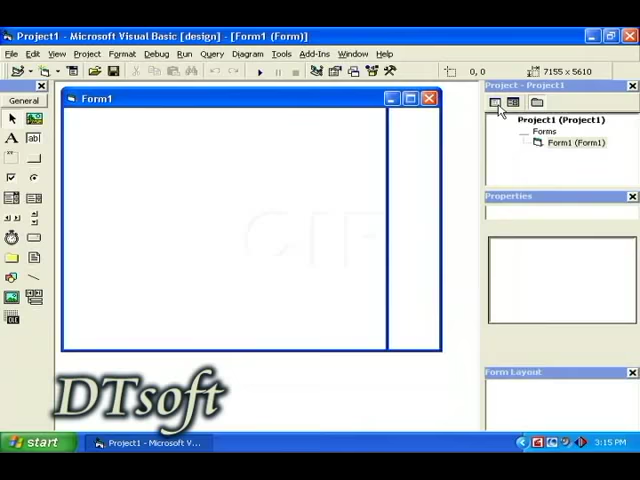 Project1 - Microsoft Visual Basic [design] - [Form1 (Form)]
File Edit View Project Format Debug Run Query Diagram Tools Add-Ins Window Help
0, 0 7155 x 5610
General
Form1
Project - Project1
Project1 (Project1)
Forms
Form1 (Form1)
Properties
Form Layout
DTsoft
start
Project1 - Microsoft V...
3:15 PM